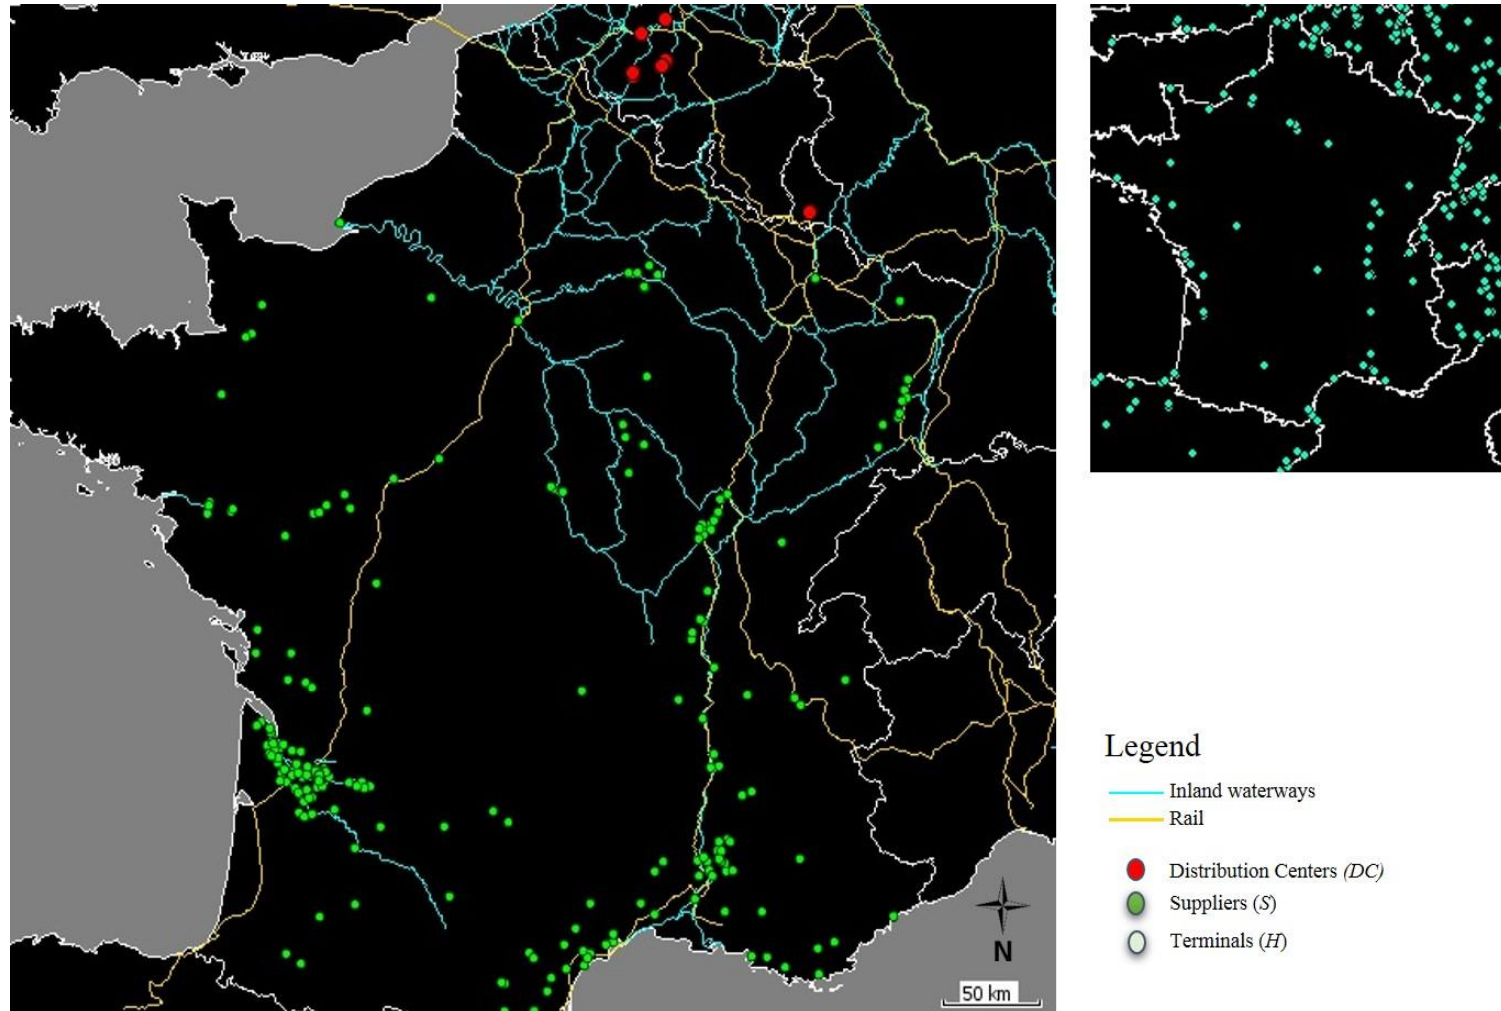 N
50 km
Legend
Inland waterways
Rail
Distribution Centers (DC)
Suppliers (S)
Terminals (H)